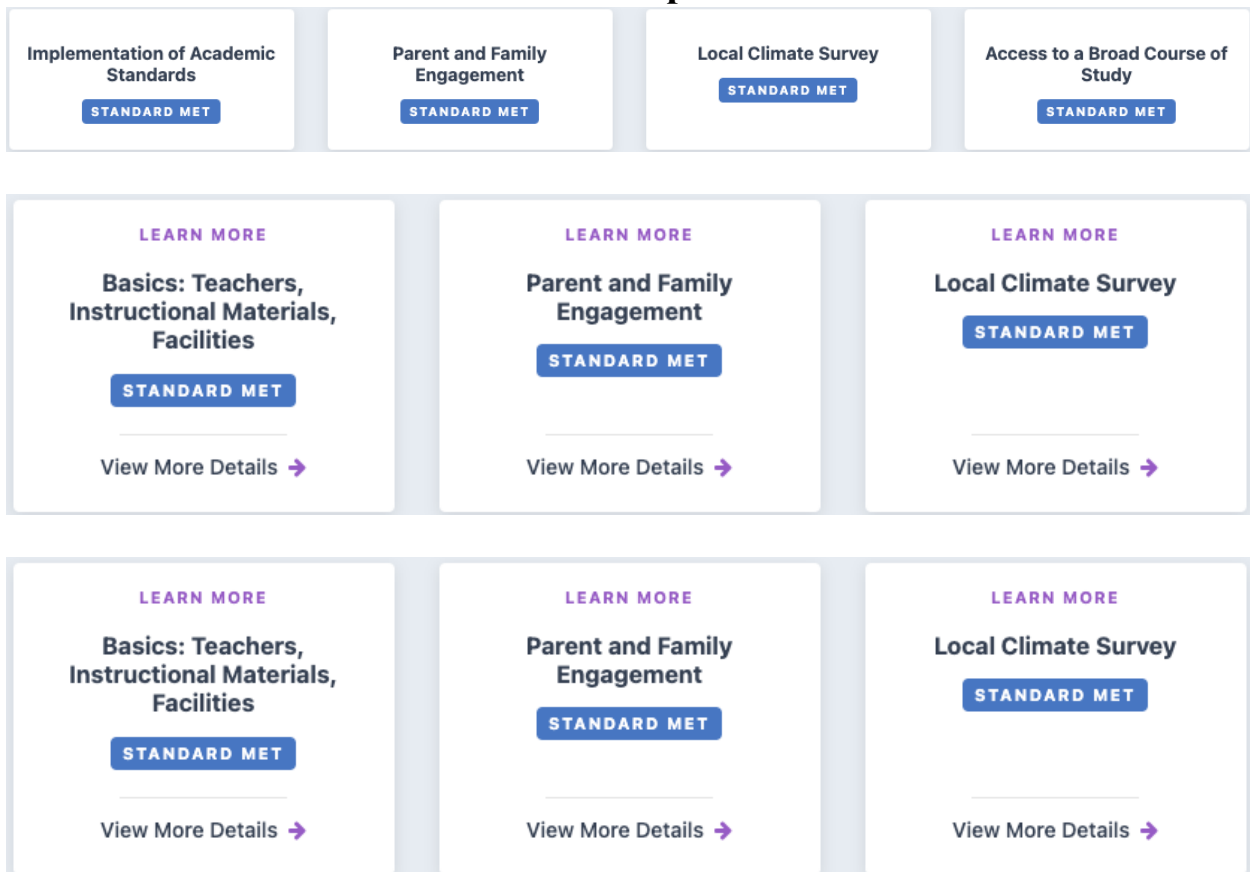 Implementation of Academic
Standards
STANDARD MET
Parent and Family
Engagement
STANDARD MET
Local Climate Survey
STANDARD MET
Access to a Broad Course of
Study
STANDARD MET
LEARN MORE
Basics: Teachers,
Instructional Materials,
Facilities
STANDARD MET
View More Details
LEARN MORE
Parent and Family
Engagement
STANDARD MET
View More Details
LEARN MORE
Local Climate Survey
STANDARD MET
View More Details
LEARN MORE
Basics: Teachers,
Instructional Materials,
Facilities
STANDARD MET
View More Details
LEARN MORE
Parent and Family
Engagement
STANDARD MET
View More Details
LEARN MORE
Local Climate Survey
STANDARD MET
View More Details